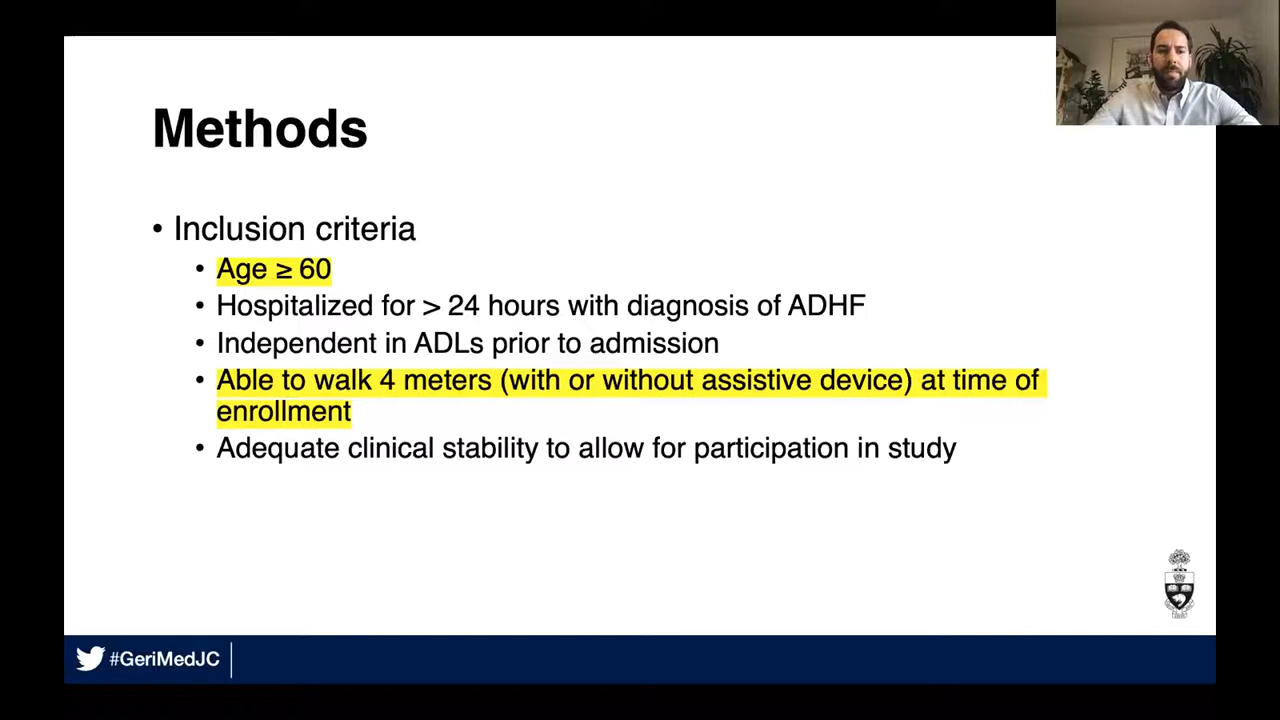 Methods
• Inclusion criteria
• Age ≥ 60
• Hospitalized for > 24 hours with diagnosis of ADHF
• Independent in ADLs prior to admission
• Able to walk 4 meters (with or without assistive device) at time of
enrollment
• Adequate clinical stability to allow for participation in study
#GeriMedJC